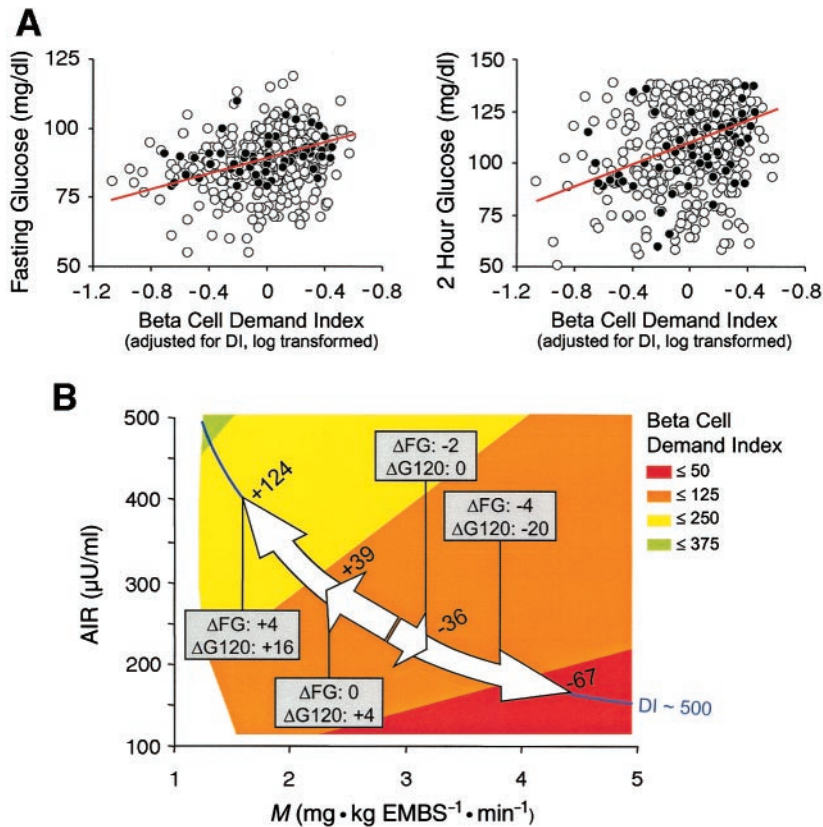 A
Fasting Glucose (mg/dl)
125
100
75
50
-1.2 -0.8 -0.4 0 -0.4 -0.8
Beta Cell Demand Index
(adjusted for DI, log transformed)
2 Hour Glucose (mg/dl)
150
125
100
75
50
-1.2 -0.8 -0.4 0 -0.4 -0.8
Beta Cell Demand Index
(adjusted for DI, log transformed)
B
AIR (µU/ml)
500
400
300
200
100
1 2 3 4 5
M (mg•kg EMBS⁻¹•min⁻¹)
+124
+39
-36
-67
ΔFG: -2
ΔG120: 0
ΔFG: -4
ΔG120: -20
ΔFG: +4
ΔG120: +16
ΔFG: 0
ΔG120: +4
DI ~ 500
Beta Cell
Demand Index
≤ 50
≤ 125
≤ 250
≤ 375